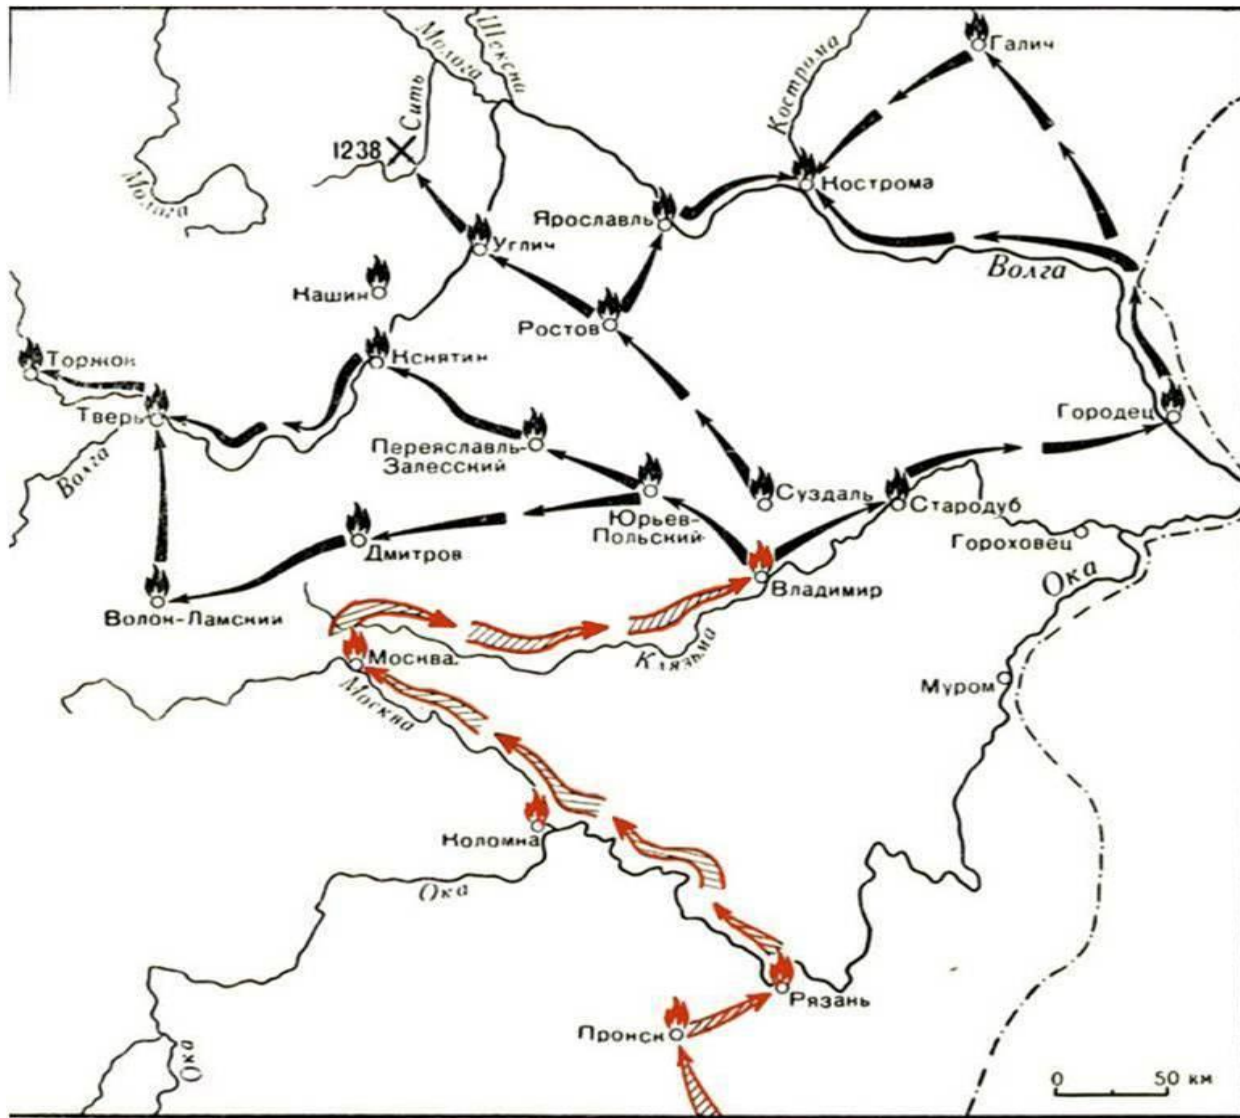 Молога
Шексна
Кострома
Галич
Сить
1238
Молога
Кострома
Ярославль
Углич
Волга
Кашин
Ростов
Торжок
Кснятин
Тверь
Городец
Волга
Переяславль-
Залесский
Суздаль
Стародуб
Юрьев-
Польский
Гороховец
Дмитров
Ока
Владимир
Волок-Ламский
Клязьма
Москва
Муром
Москва
Коломна
Ока
Рязань
Пронск
Ока
0 50 км